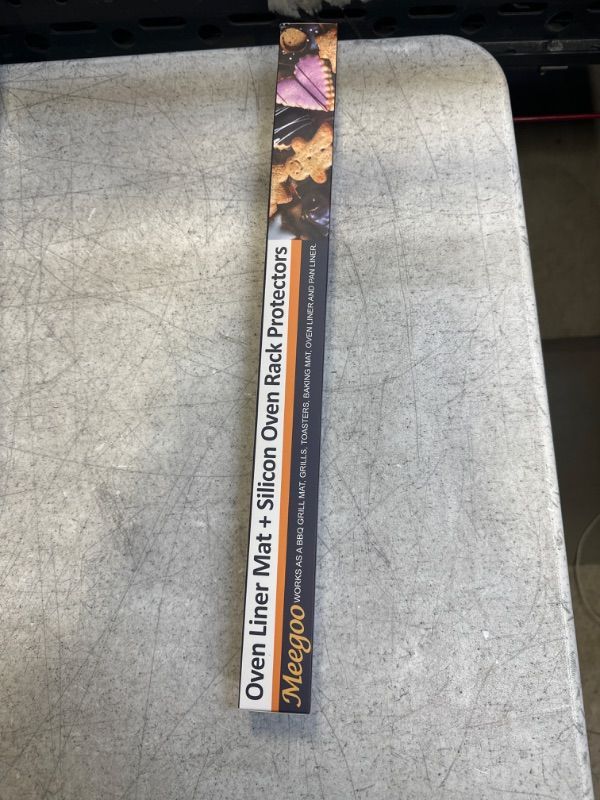 Oven Liner Mat + Silicon Oven Rack Protectors
Meegoo WORKS AS A BBQ GRILL MAT, GRILLS, TOASTERS, BAKING MAT, OVEN LINER AND PAN LINER.